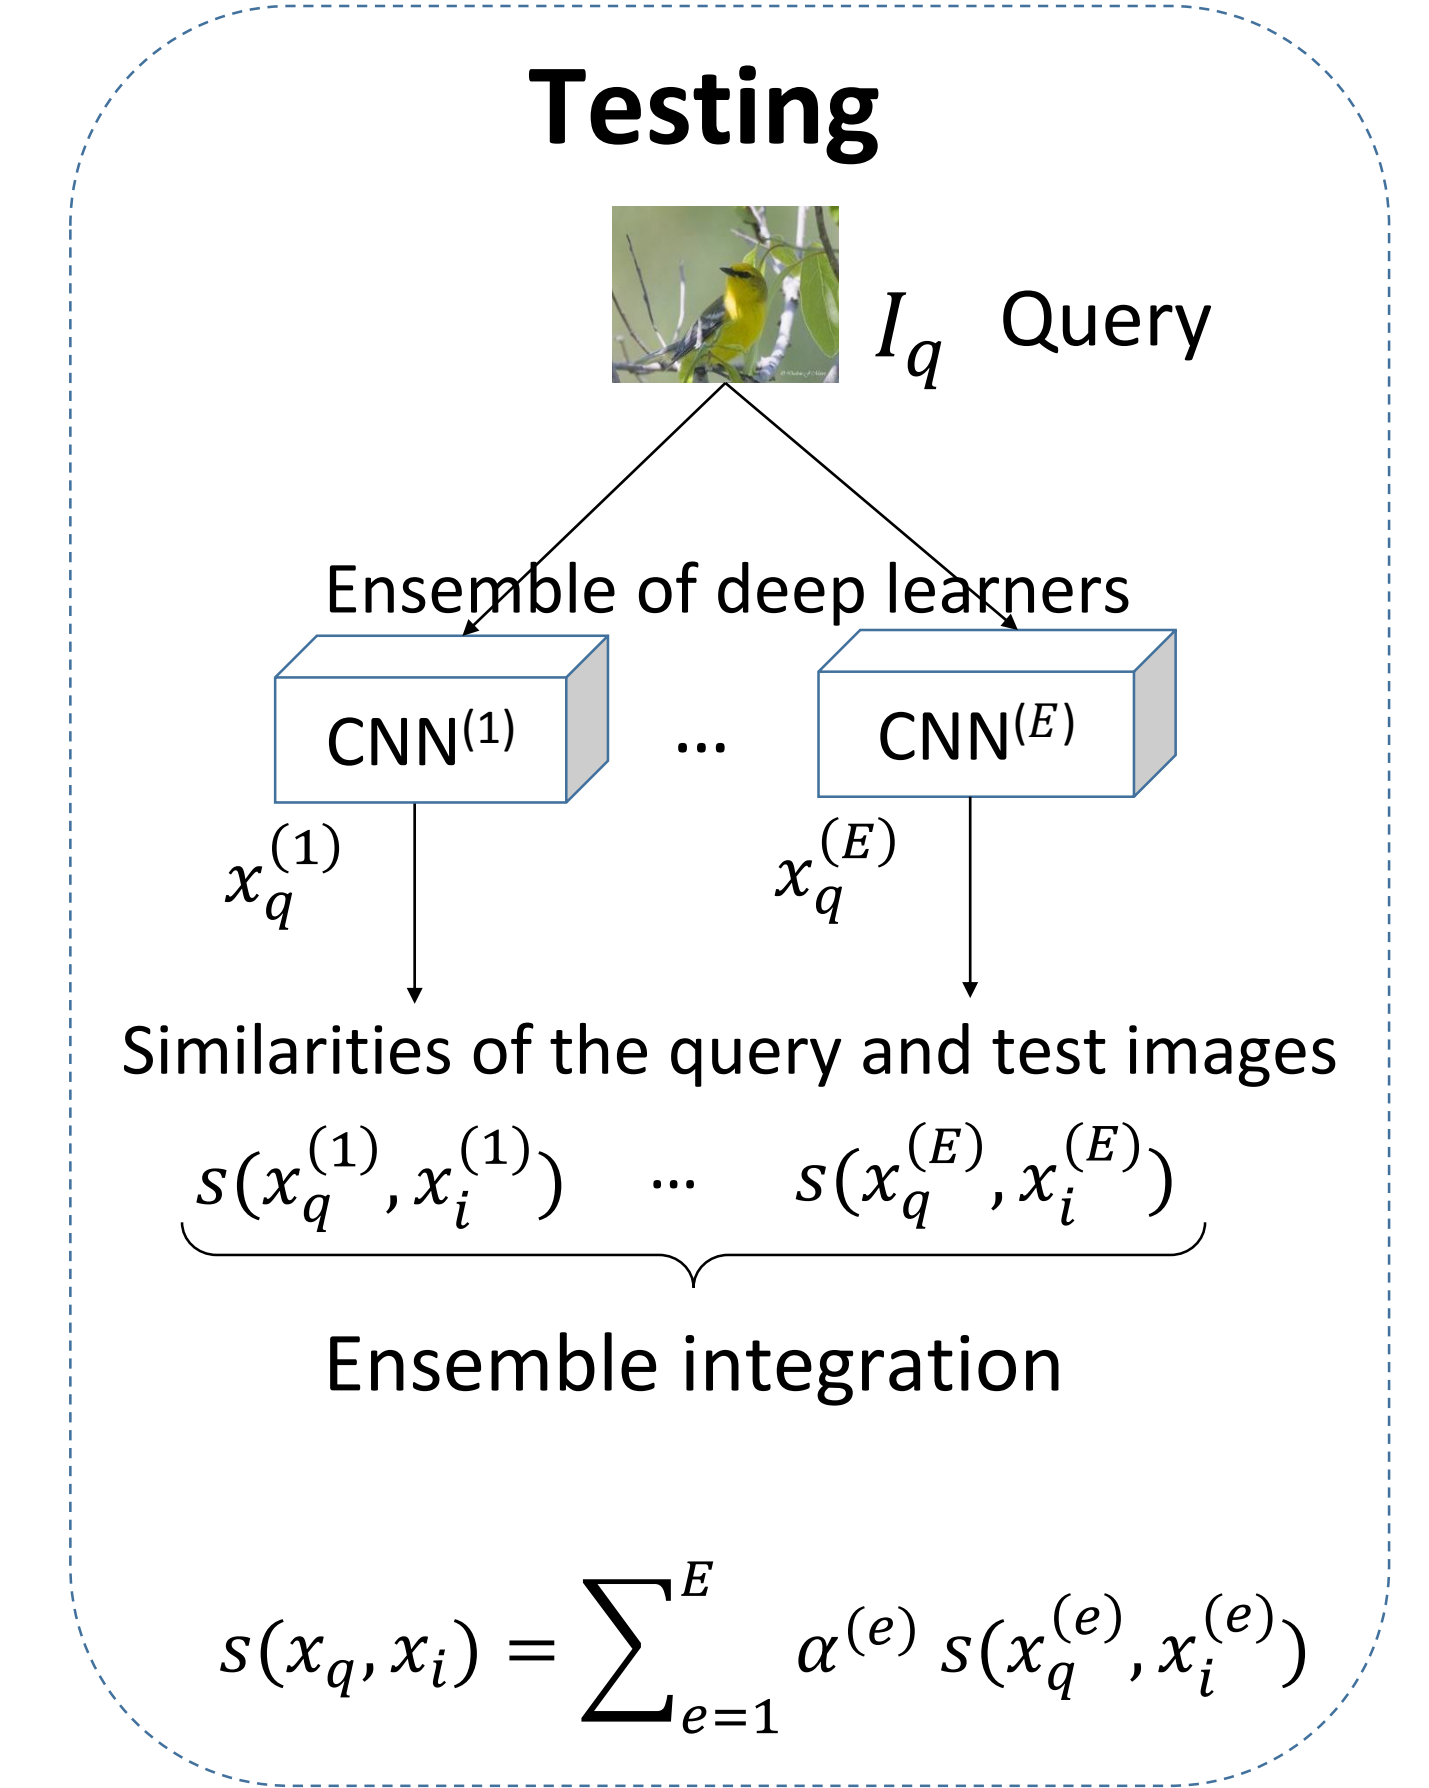 Testing
I_q Query
Ensemble of deep learners
CNN^(1) ... CNN^(E)
x_q^(1) x_q^(E)
Similarities of the query and test images
s(x_q^(1), x_i^(1)) ... s(x_q^(E), x_i^(E))
Ensemble integration
s(x_q, x_i) = ∑_{e=1}^{E} α^(e) s(x_q^(e), x_i^(e))